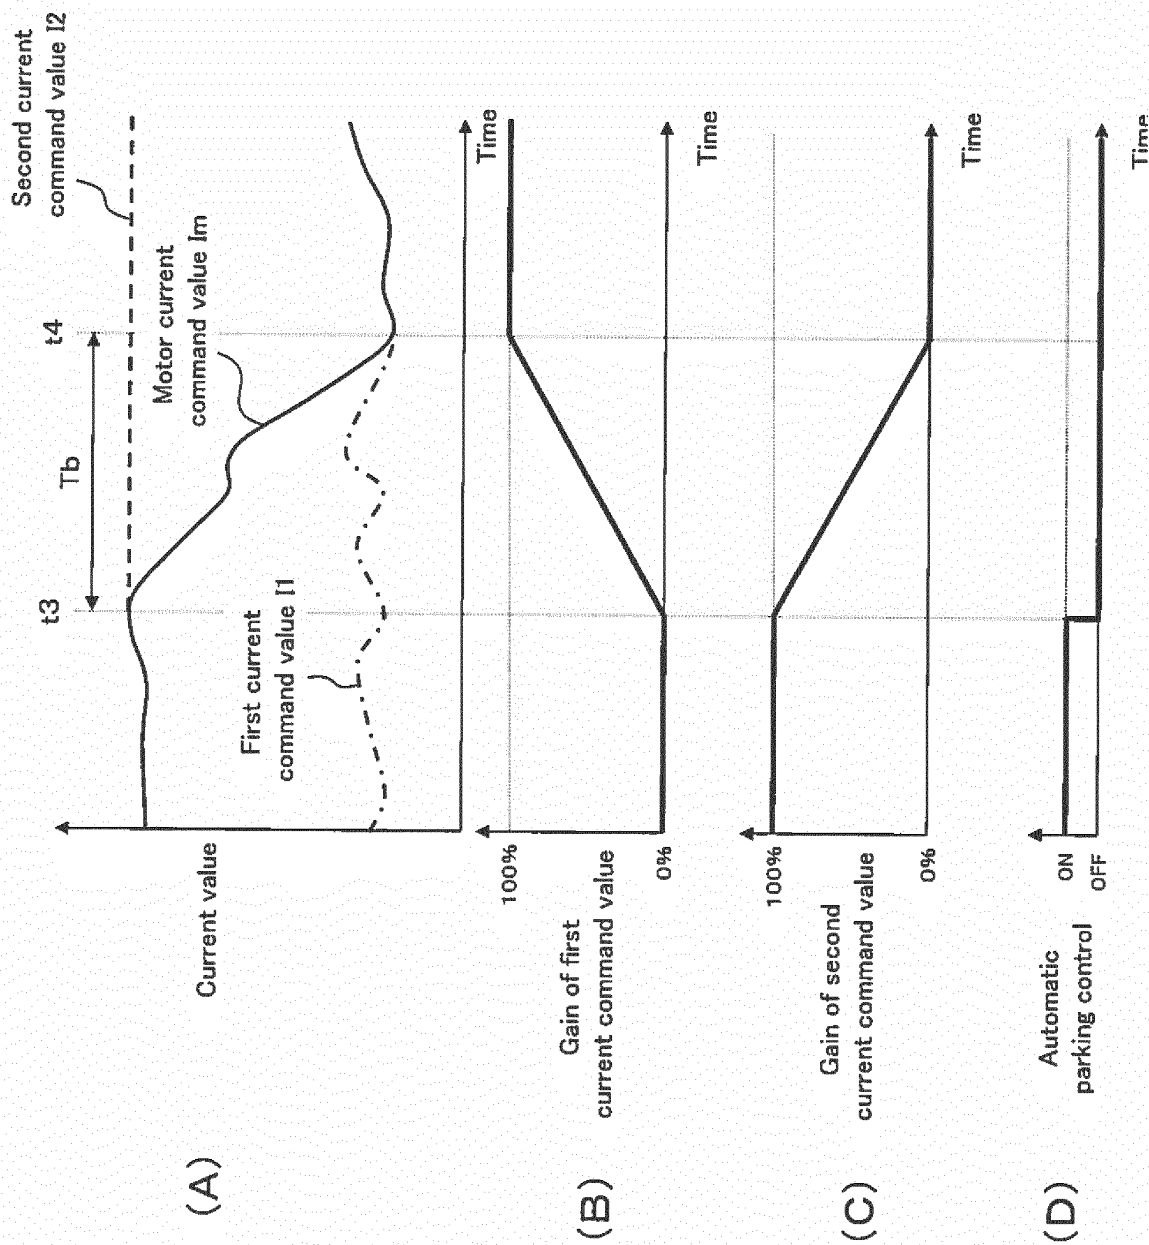 (A)
Current value
t3
Tb
t4
Second current
command value I2
Motor current
command value Im
First current
command value I1
Time
(B)
Gain of first
current command value
100%
0%
Time
(C)
Gain of second
current command value
100%
0%
Time
(D)
Automatic
parking control
ON
OFF
Time